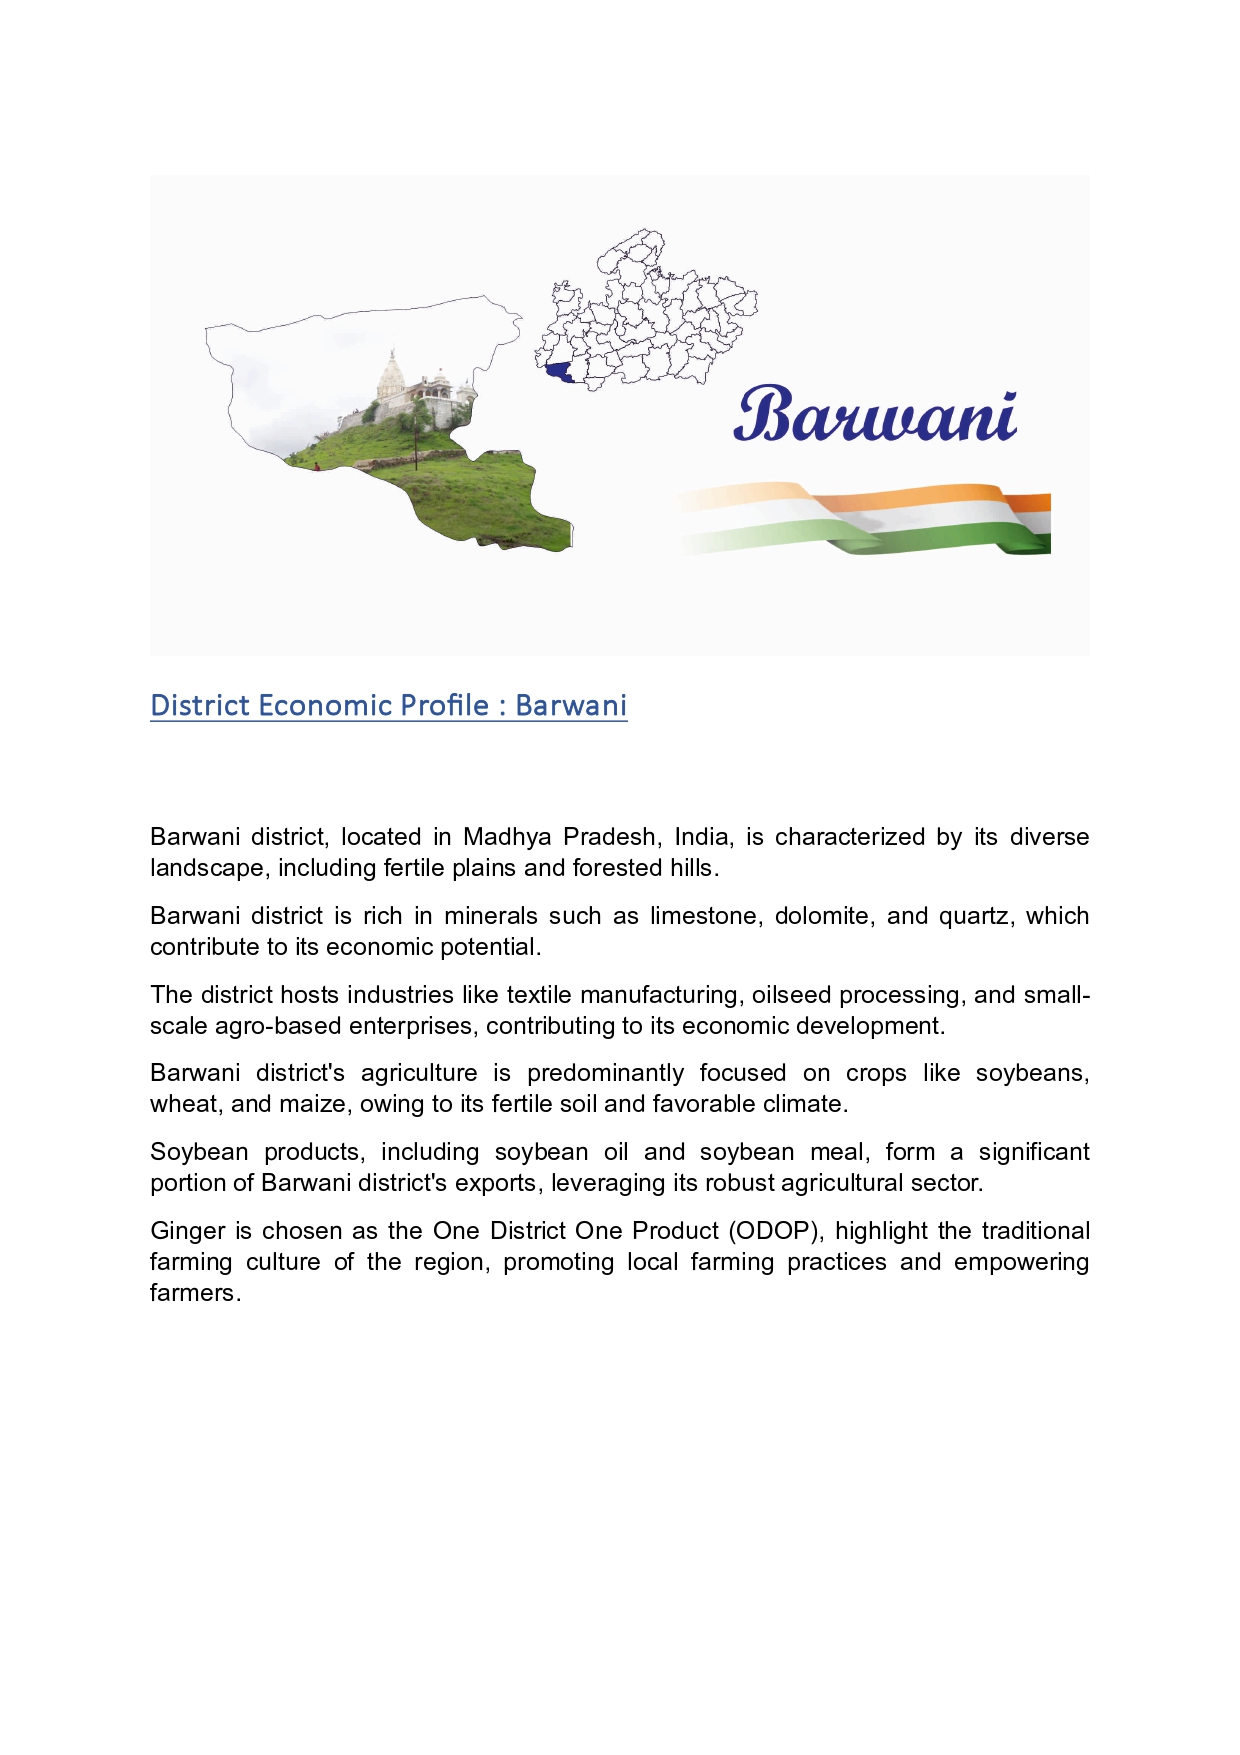 Barwani
District Economic Profile : Barwani
Barwani district, located in Madhya Pradesh, India, is characterized by its diverse
landscape, including fertile plains and forested hills.
Barwani district is rich in minerals such as limestone, dolomite, and quartz, which
contribute to its economic potential.
The district hosts industries like textile manufacturing, oilseed processing, and small-
scale agro-based enterprises, contributing to its economic development.
Barwani district's agriculture is predominantly focused on crops like soybeans,
wheat, and maize, owing to its fertile soil and favorable climate.
Soybean products, including soybean oil and soybean meal, form a significant
portion of Barwani district's exports, leveraging its robust agricultural sector.
Ginger is chosen as the One District One Product (ODOP), highlight the traditional
farming culture of the region, promoting local farming practices and empowering
farmers.